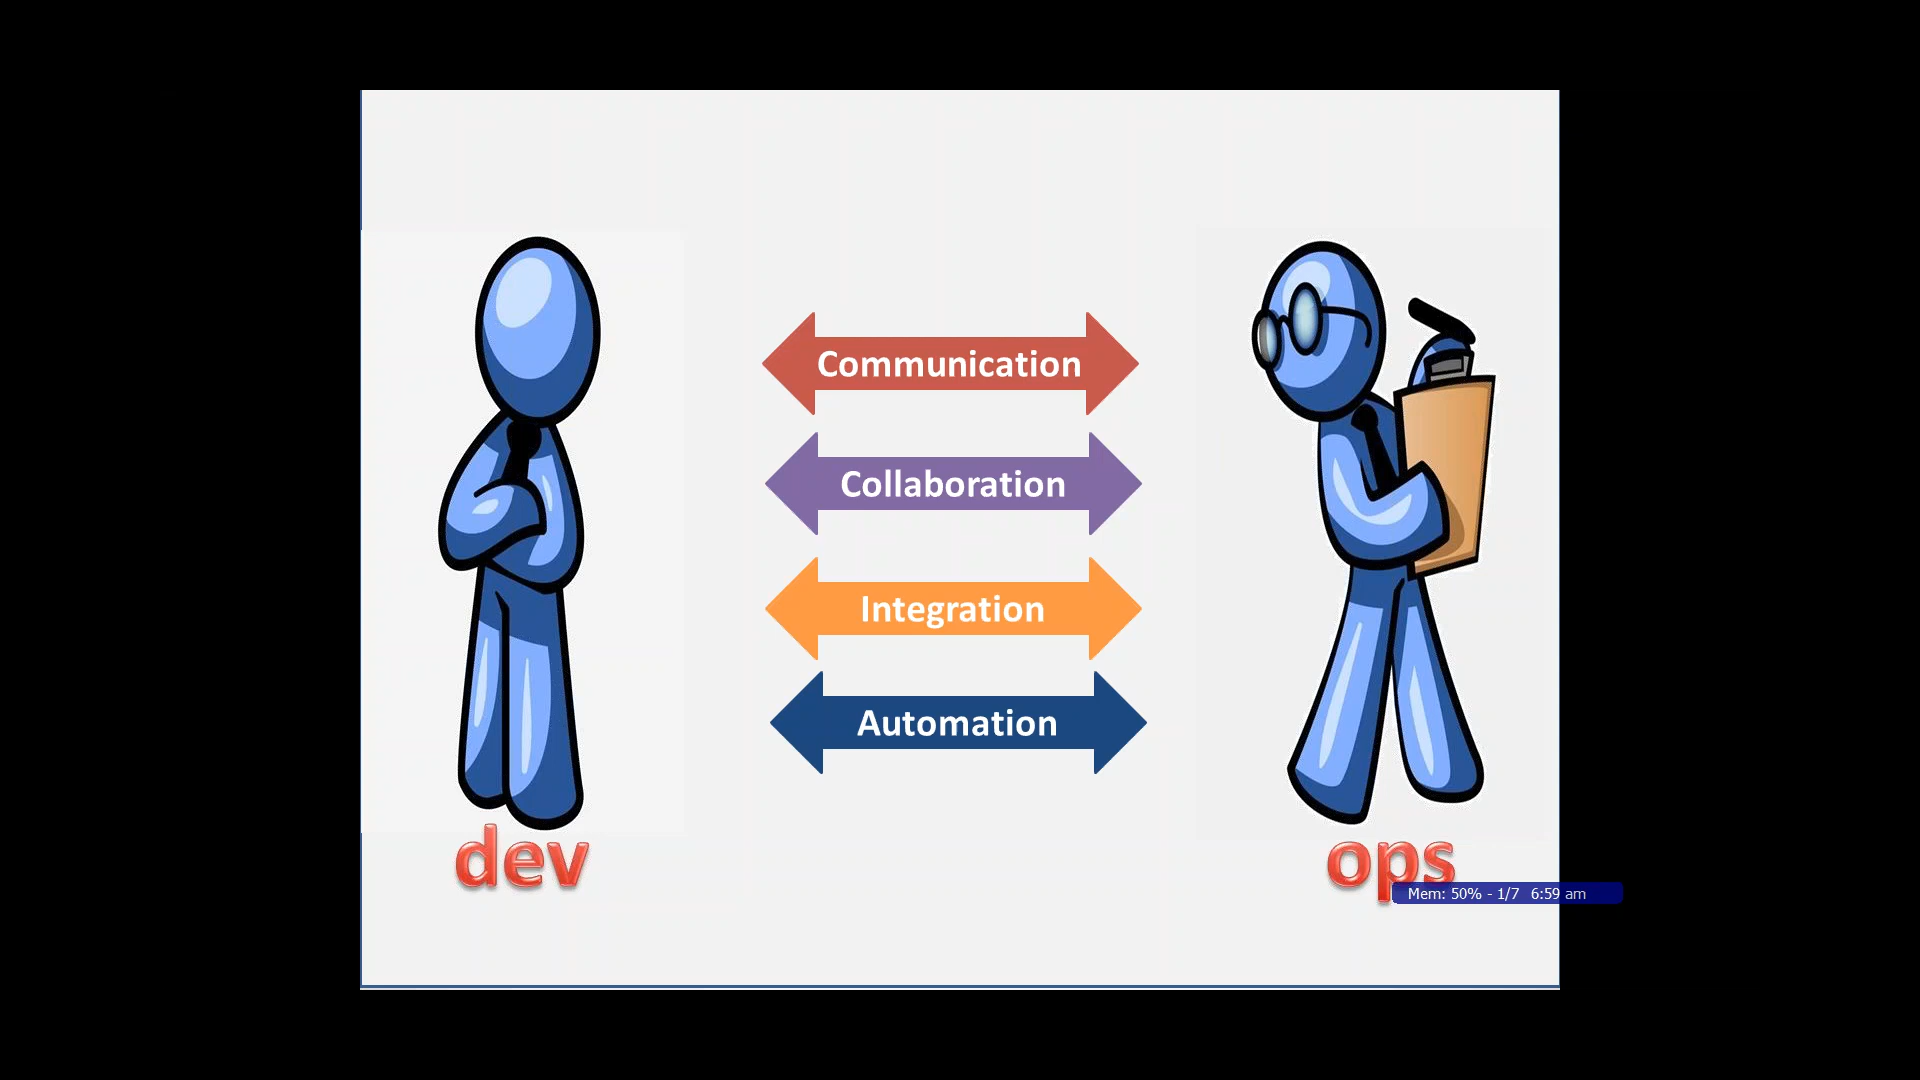 Communication
Collaboration
Integration
Automation
dev
ops
Mem: 50% - 1/7 6:59 am